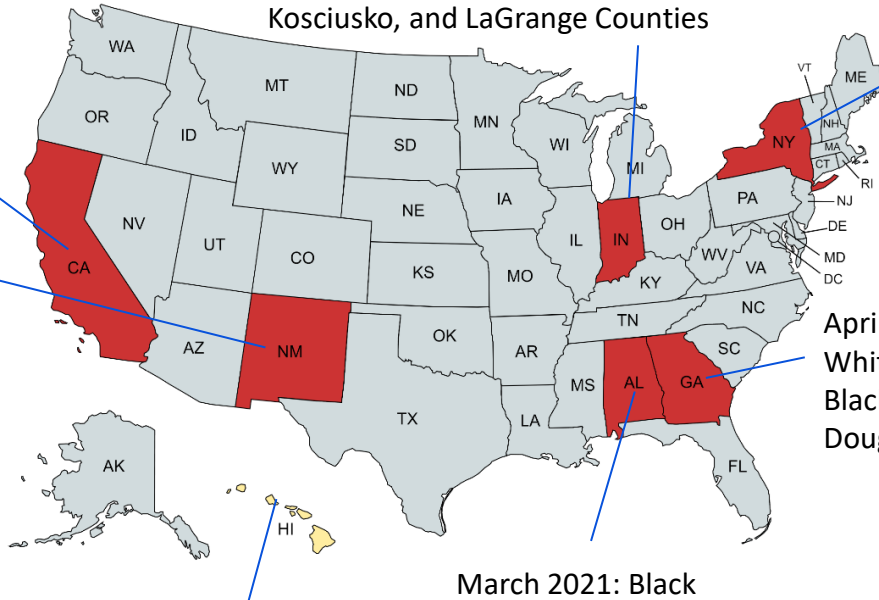 Kosciusko, and LaGrange Counties
WA
MT
ND
MN
VT
ME
OR
ID
SD
WI
MI
NY
NH
MA
CT
RI
WY
IA
NE
PA
NJ
NV
UT
CO
IL
IN
OH
DE
MD
DC
CA
KS
MO
WV
VA
KY
AZ
NM
OK
AR
TN
NC
SC
MS
AL
GA
TX
LA
FL
AK
HI
March 2021: Black